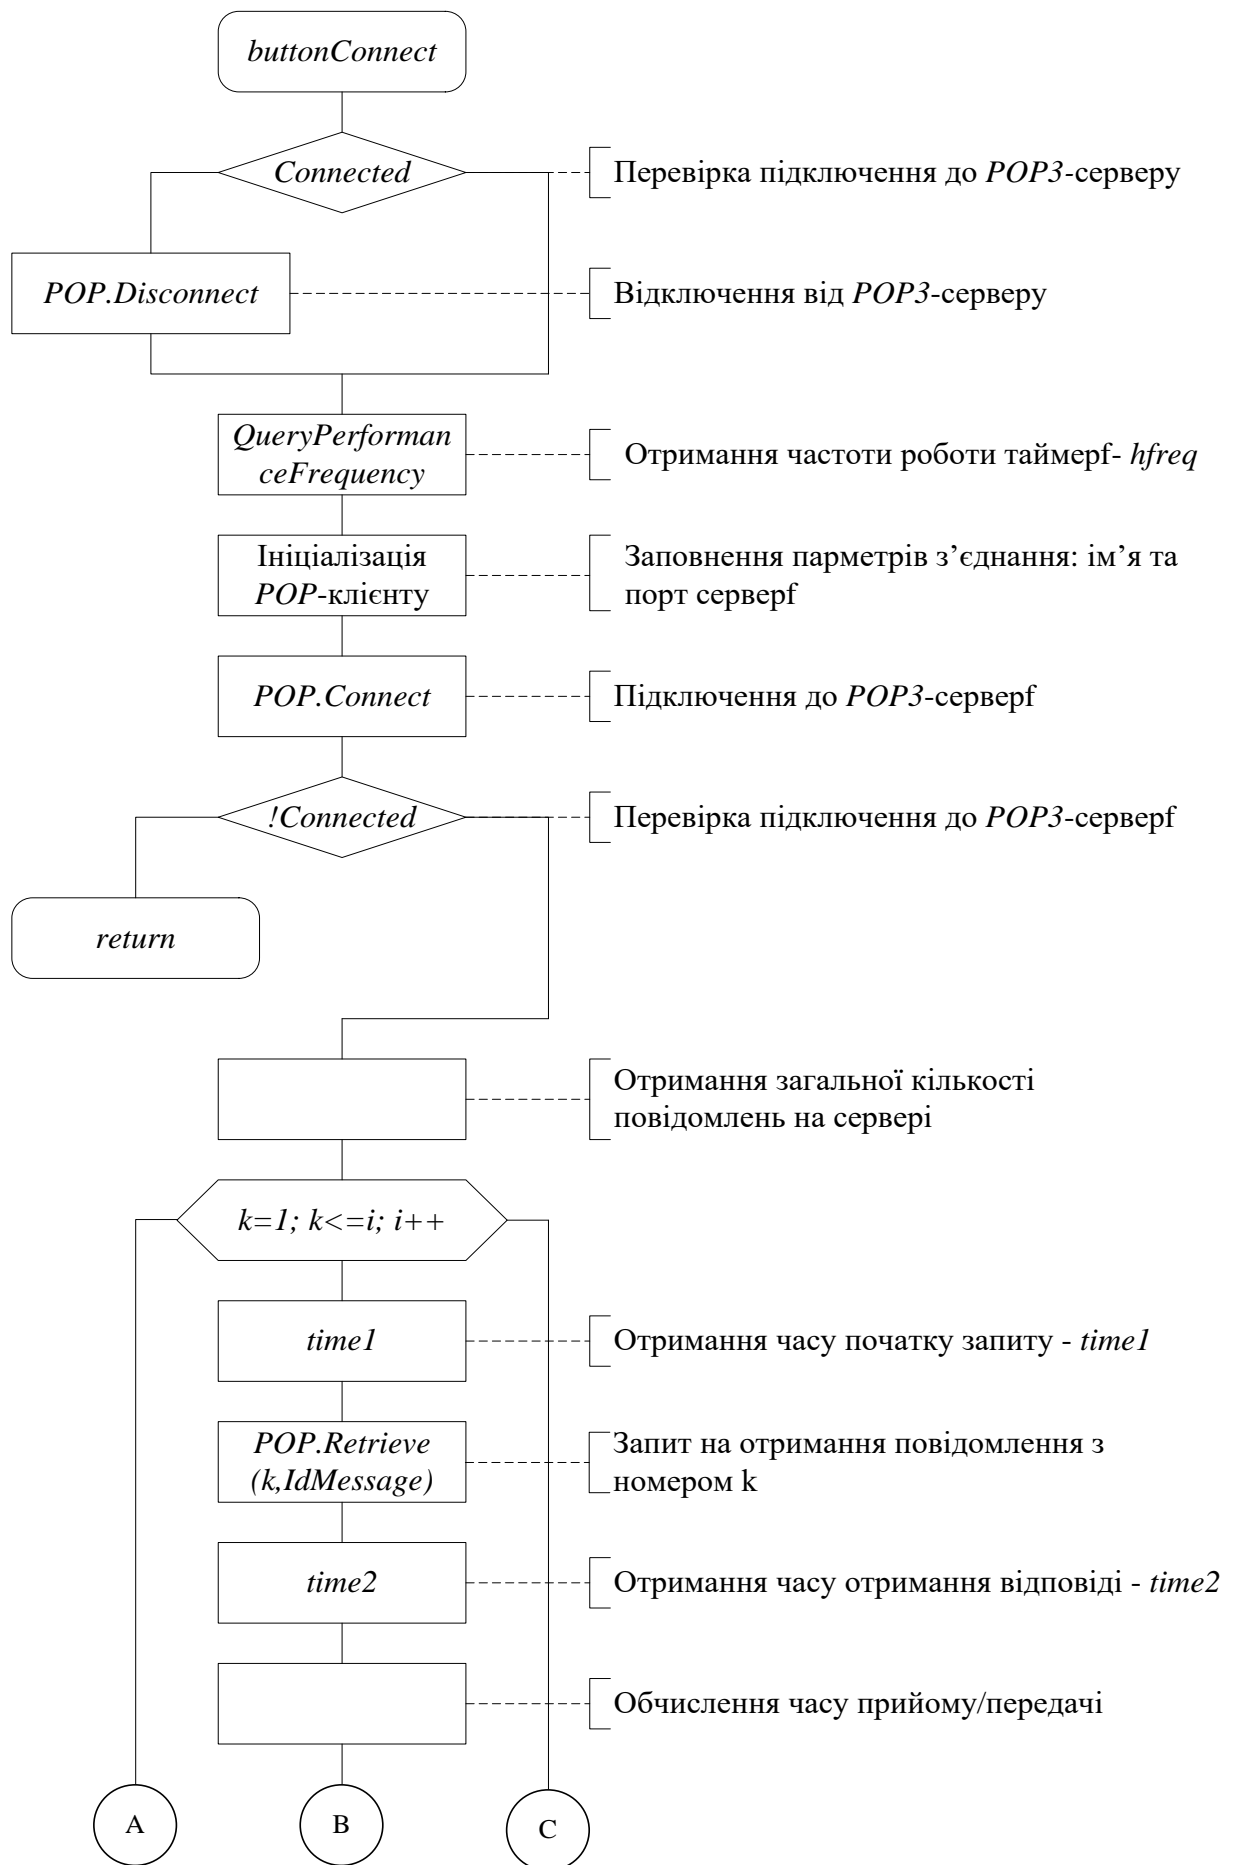 buttonConnect
Connected
Перевірка підключення до POP3-серверу
POP.Disconnect
Відключення від POP3-серверу
QueryPerforman
ceFrequency
Отримання частоти роботи таймерf- hfreq
Ініціалізація
POP-клієнту
Заповнення парметрів з’єднання: ім’я та
порт серверf
POP.Connect
Підключення до POP3-серверf
!Connected
Перевірка підключення до POP3-серверf
return
Отримання загальної кількості
повідомлень на сервері
k=1; k<=i; i++
time1
Отримання часу початку запиту - time1
POP.Retrieve
(k,IdMessage)
Запит на отримання повідомлення з
номером k
time2
Отримання часу отримання відповіді - time2
Обчислення часу прийому/передачі
A
B
C